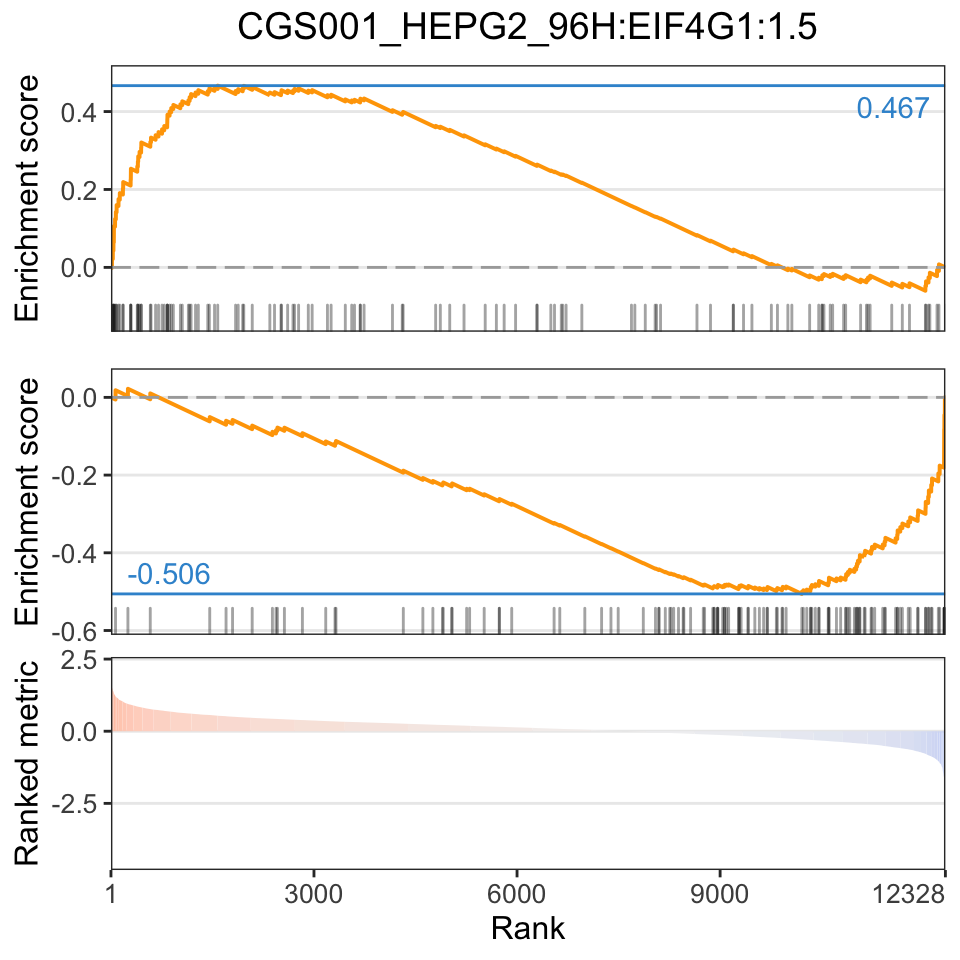 CGS001_HEPG2_96H:EIF4G1:1.5
Enrichment score
0.4
0.2
0.0
0.467
Enrichment score
0.0
-0.2
-0.4
-0.6
-0.506
Ranked metric
2.5
0.0
-2.5
1 3000 6000 9000 12328
Rank